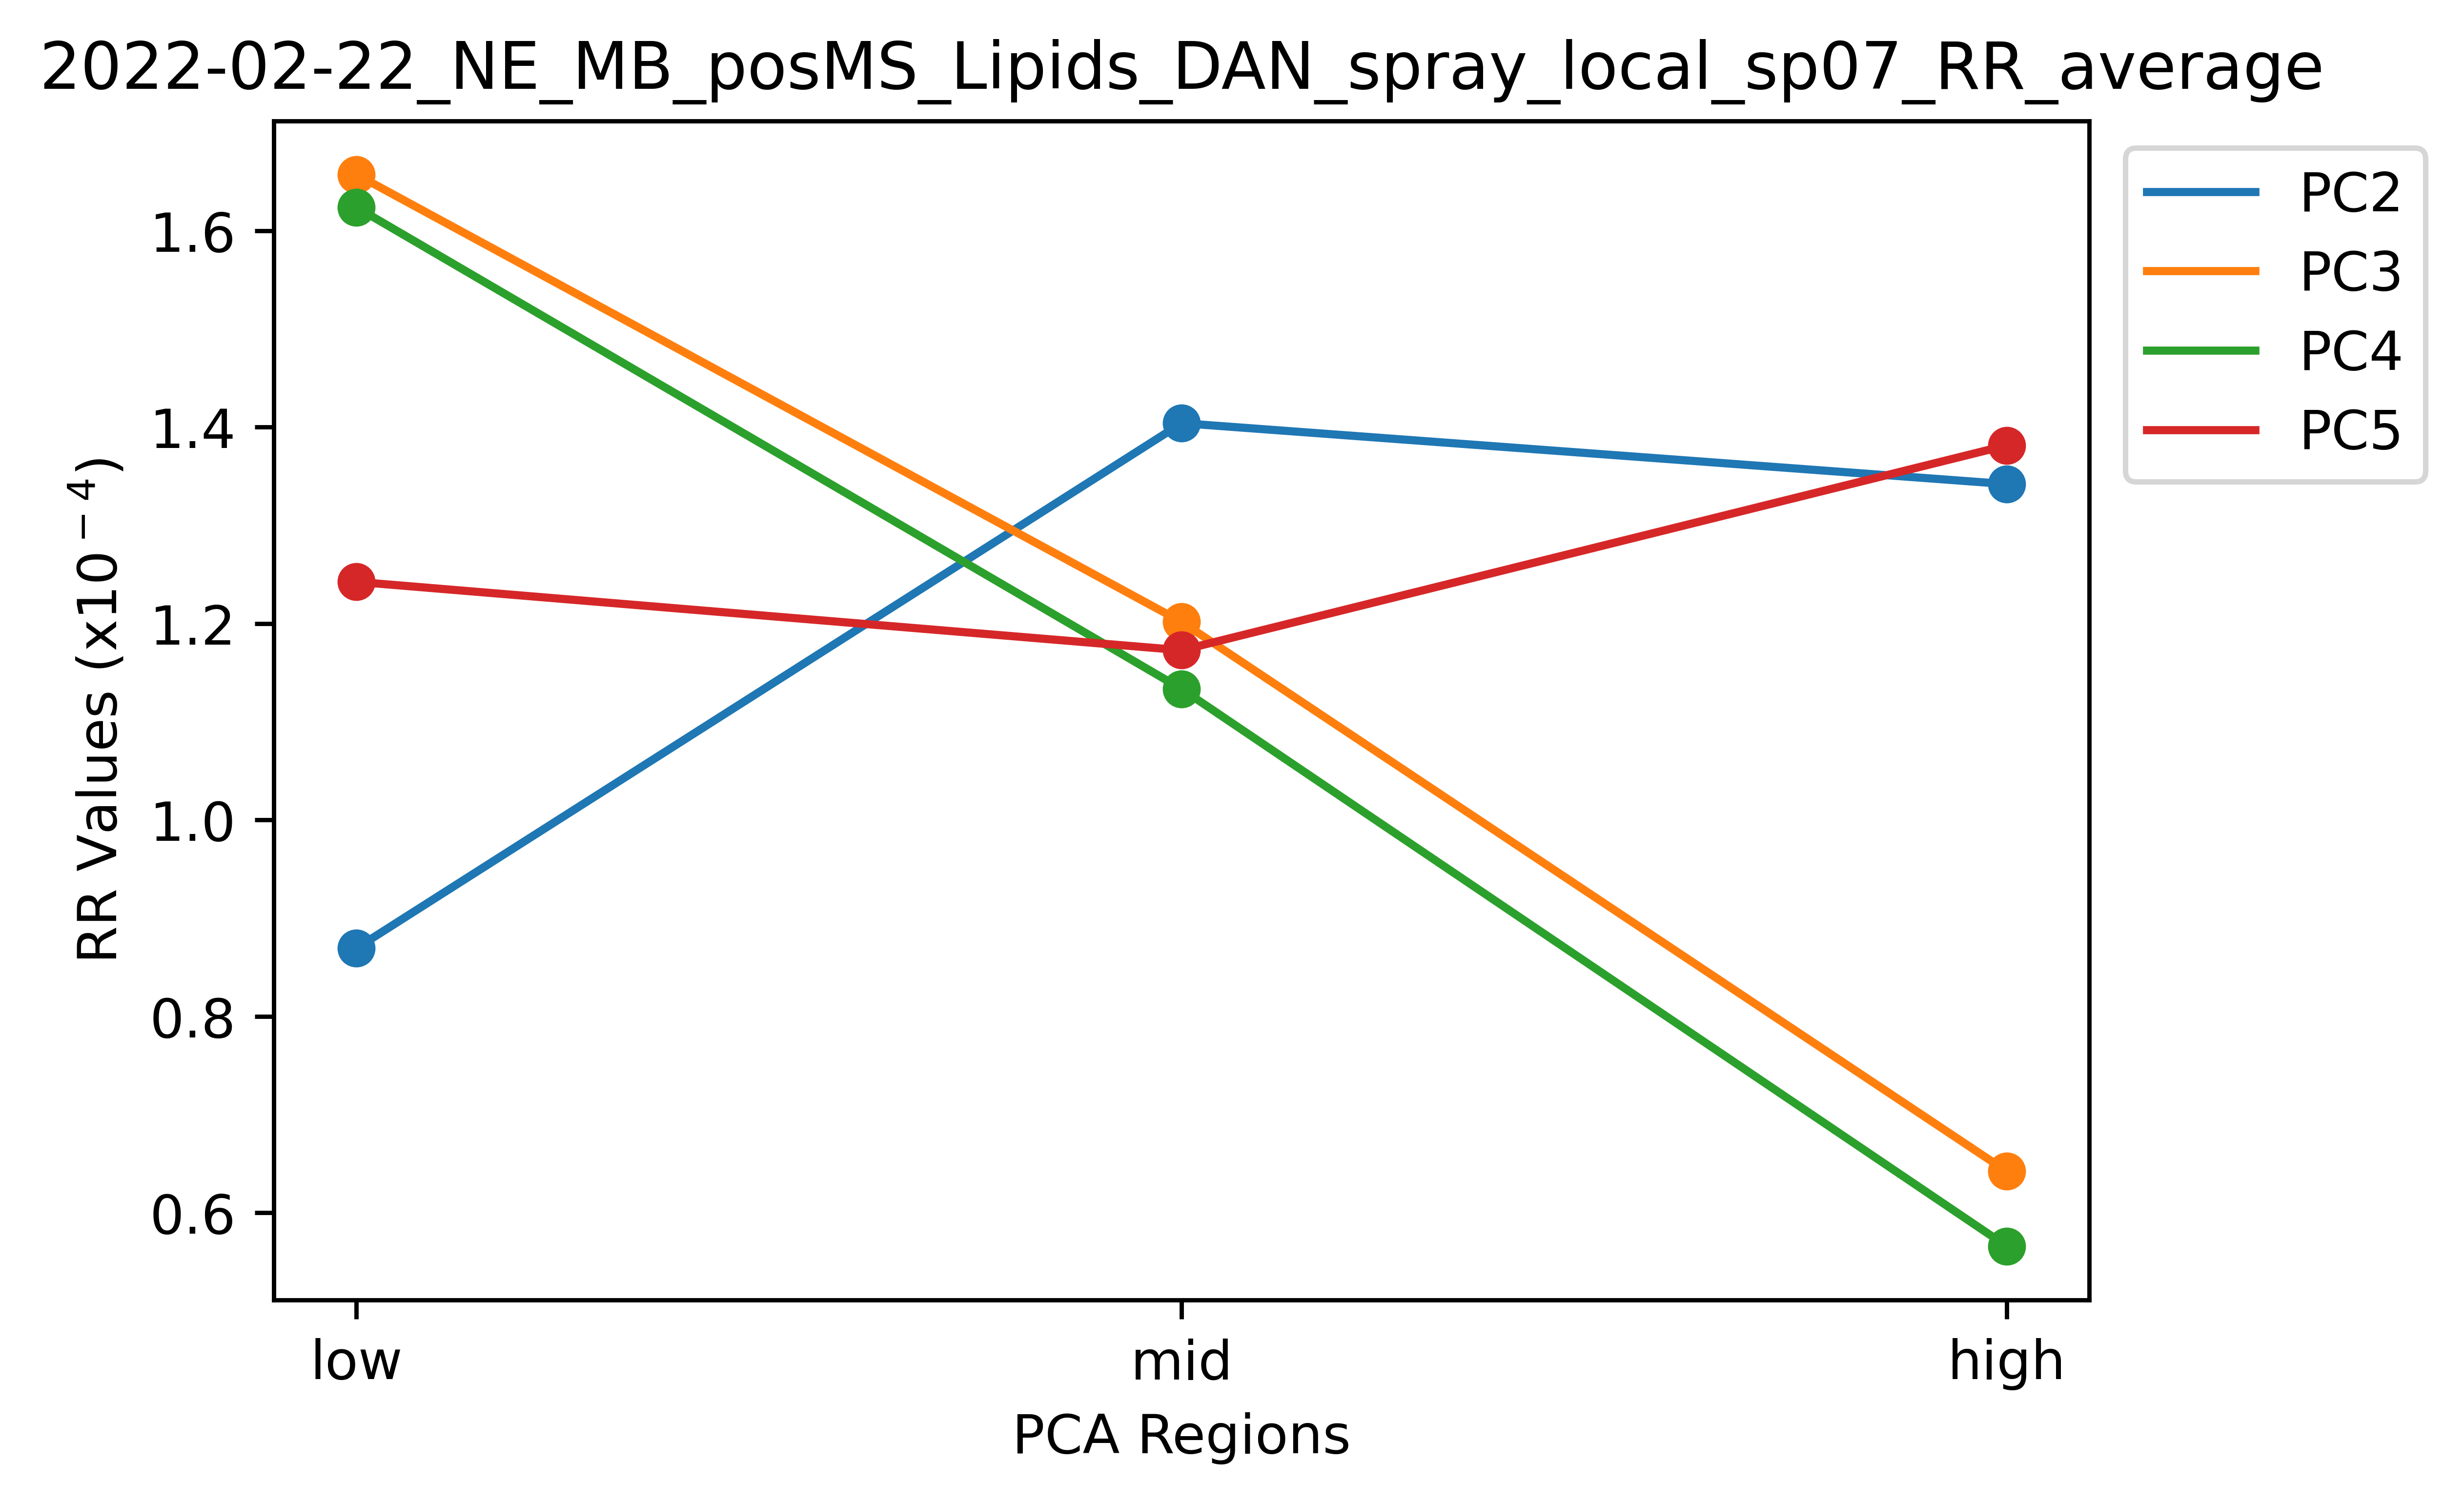 2022-02-22_NE_MB_posMS_Lipids_DAN_spray_local_sp07_RR_average
PC2
PC3
PC4
PC5
RR Values (x10⁻⁴)
1.6
1.4
1.2
1.0
0.8
0.6
low mid high
PCA Regions